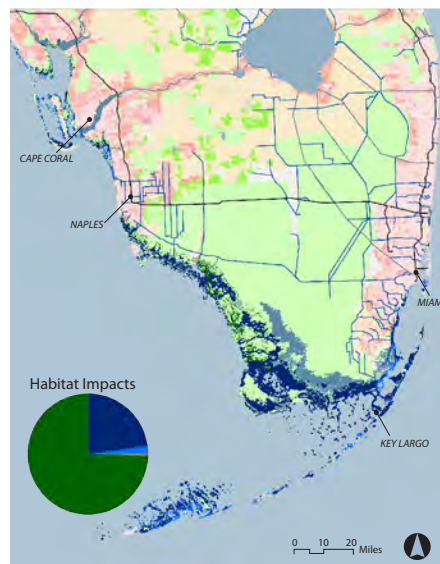 CAPE CORAL
NAPLES
MIAM
Habitat Impacts
KEY LARGO
0 10 20 Miles